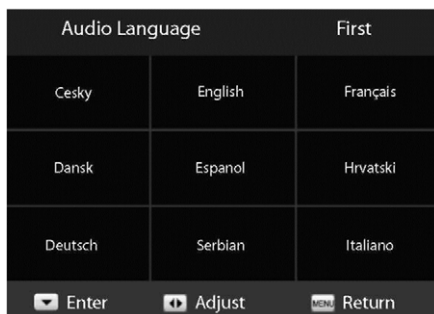 Audio Language First
Cesky English Français
Dansk Espanol Hrvatski
Deutsch Serbian Italiano
Enter Adjust MENU Return